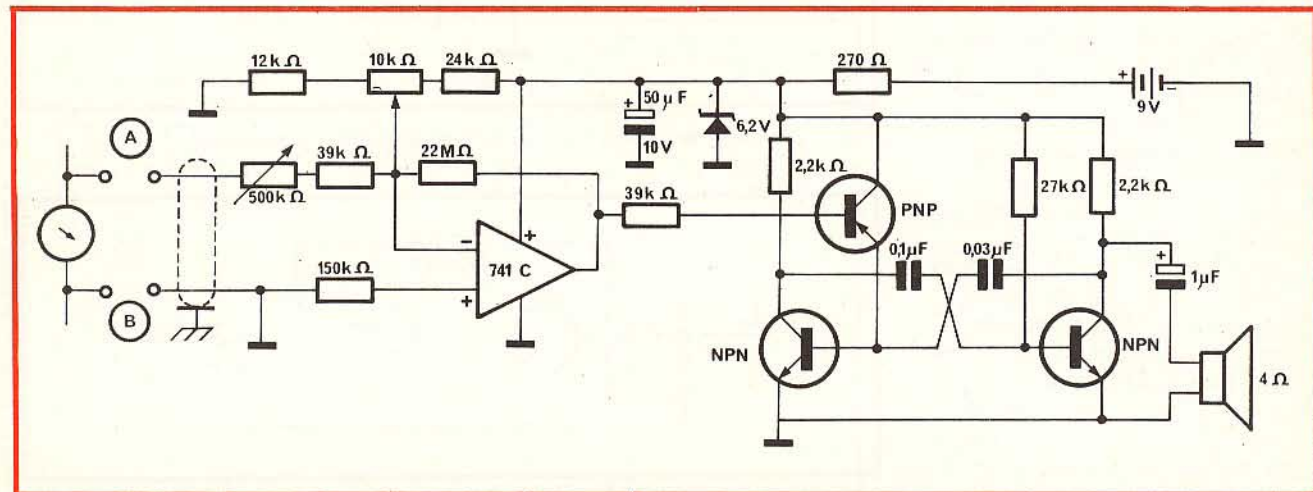 12k Ω
10k Ω
24k Ω
270 Ω
+
–
9V
+
50 μF
10V
6,2V
A
500k Ω
39k Ω
22M Ω
2,2k Ω
PNP
27k Ω
2,2k Ω
39k Ω
–
+
741 C
+
0,1μF
0,03μF
+
1μF
150k Ω
B
NPN
NPN
4 Ω